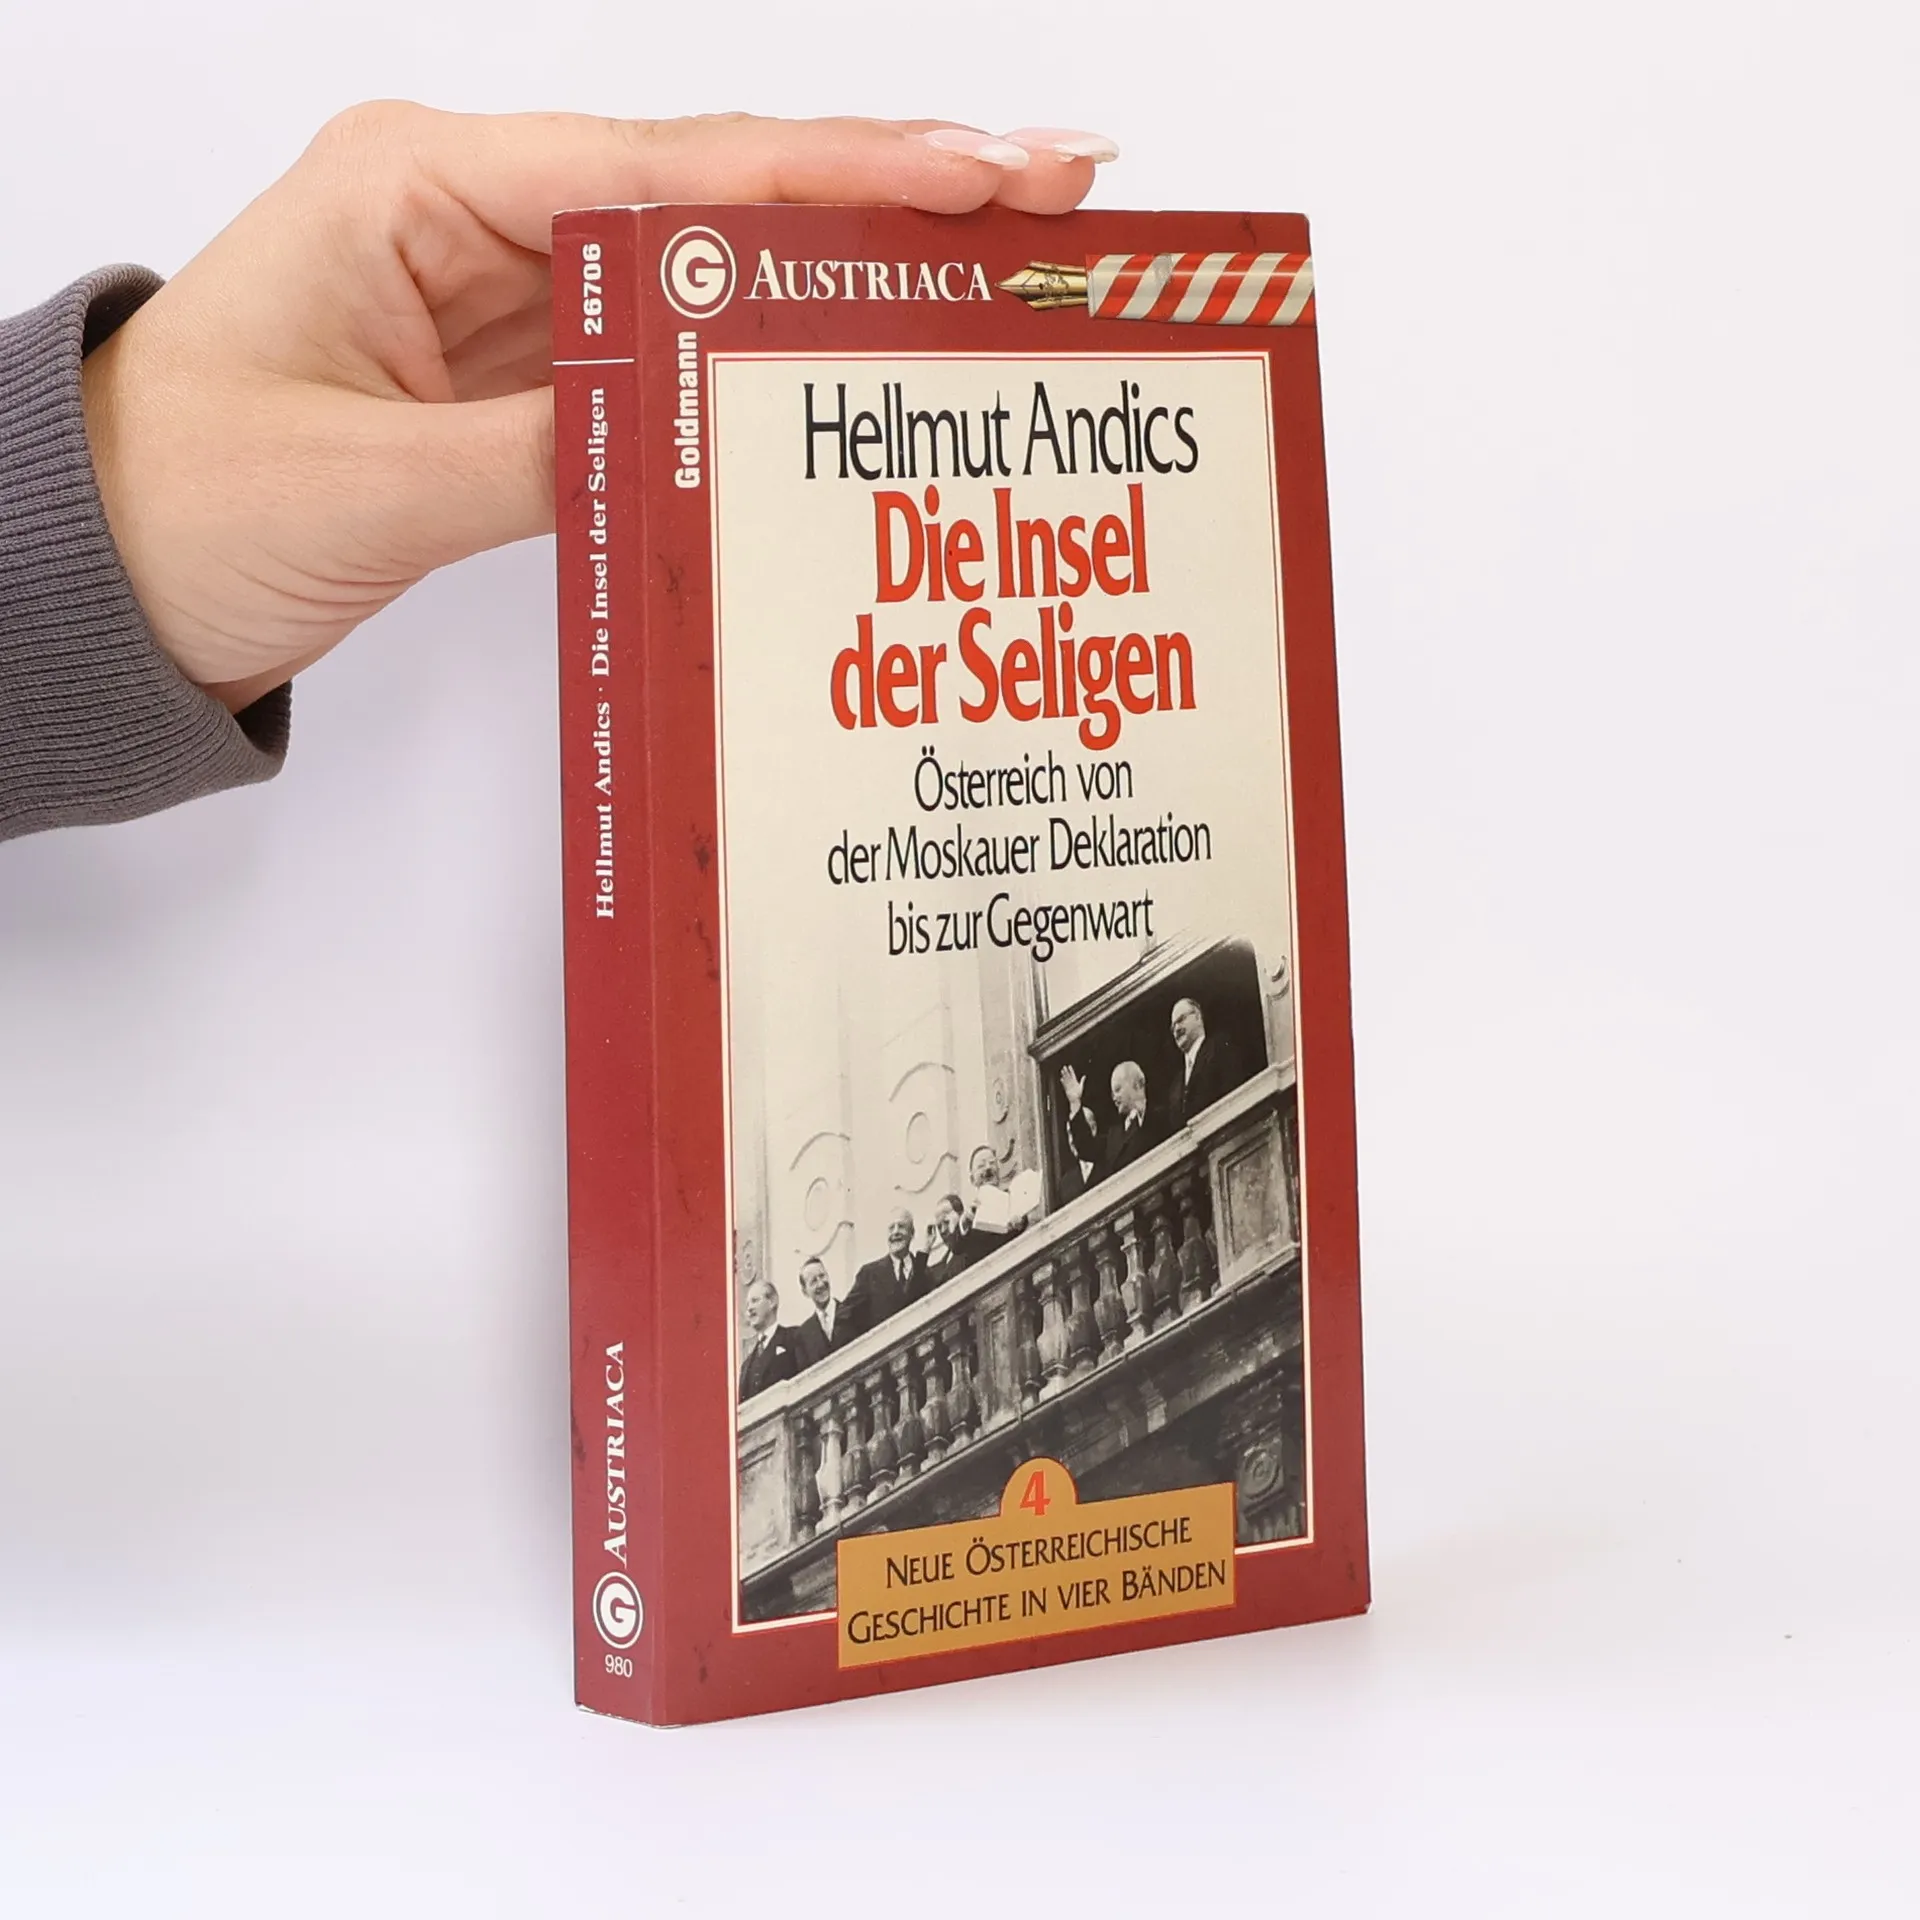 26706
Hellmut Andics · Die Insel der Seligen
AUSTRIACA
G
980
G AUSTRIACA
Goldmann
Hellmut Andics
Die Insel
der Seligen
Österreich von
der Moskauer Deklaration
bis zur Gegenwart
4
NEUE ÖSTERREICHISCHE
GESCHICHTE IN VIER BÄNDEN